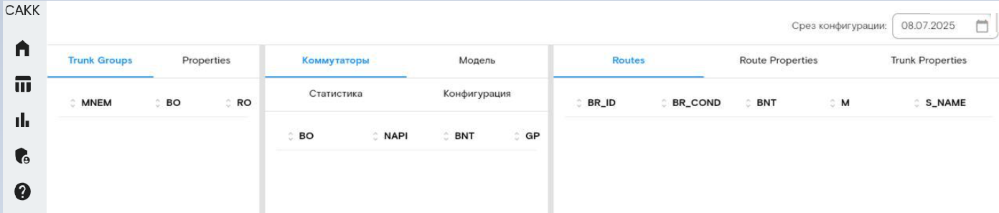 САКК
Срез конфигурации: 08.07.2025
Trunk Groups Properties
MNEM BO RO
Коммутаторы Модель
Статистика Конфигурация
BO NAPI BNT GP
Routes Route Properties Trunk Properties
BR_ID BR_COND BNT M S_NAME